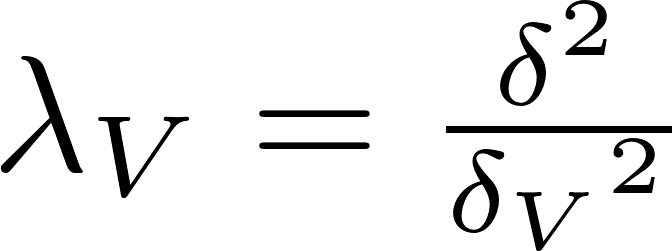 λ_V = δ² / δ_V²